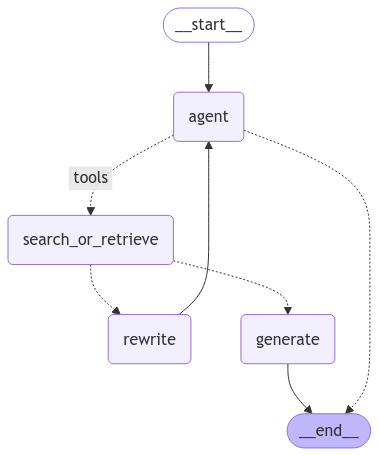 __start__
agent
tools
search_or_retrieve
rewrite
generate
__end__